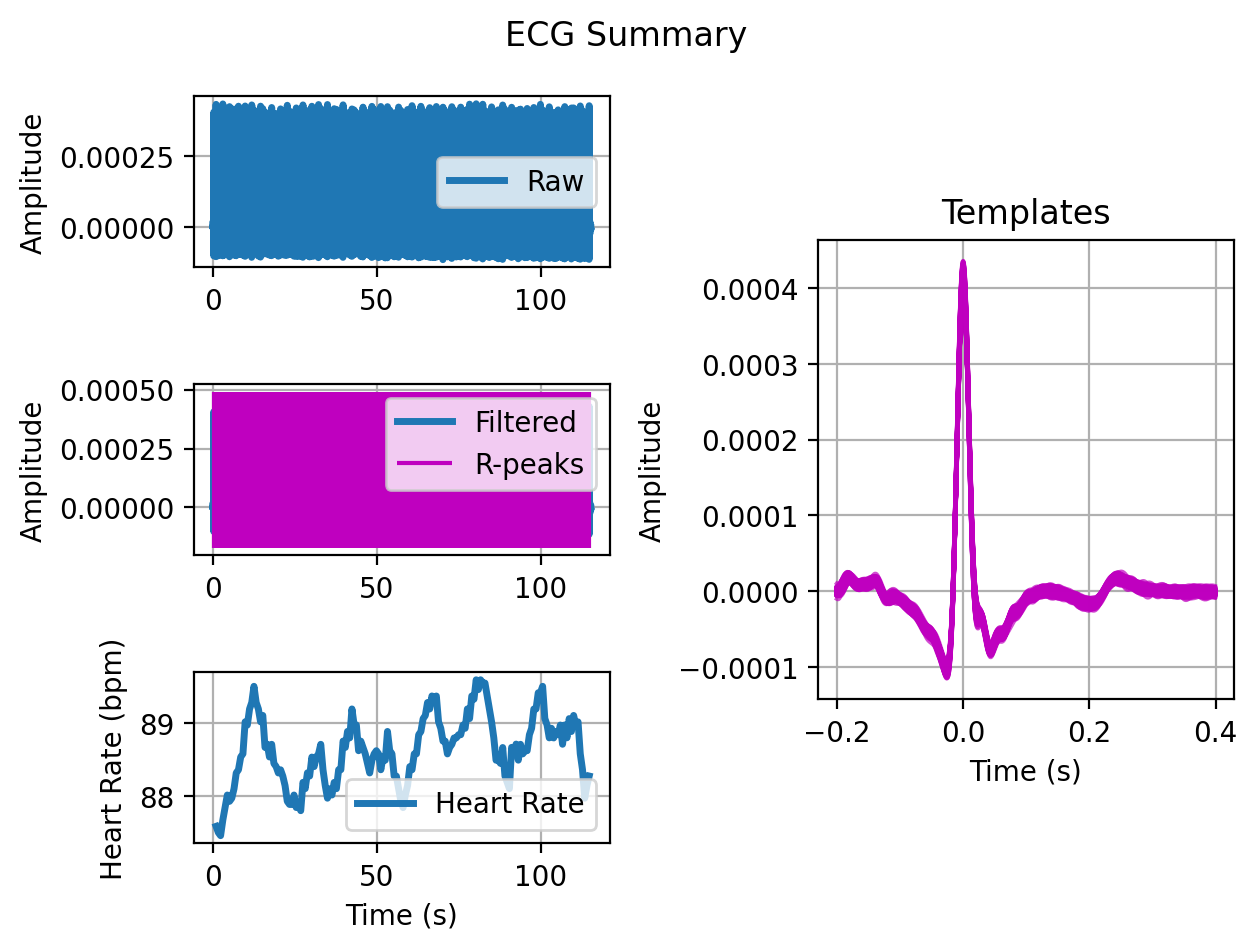 ECG Summary
Amplitude
0.00025
0.00000
Raw
0
50
100
Amplitude
0.00050
0.00025
0.00000
Filtered
R-peaks
0
50
100
Heart Rate (bpm)
89
88
Heart Rate
0
50
100
Time (s)
Templates
Amplitude
0.0004
0.0003
0.0002
0.0001
0.0000
−0.0001
−0.2
0.0
0.2
0.4
Time (s)